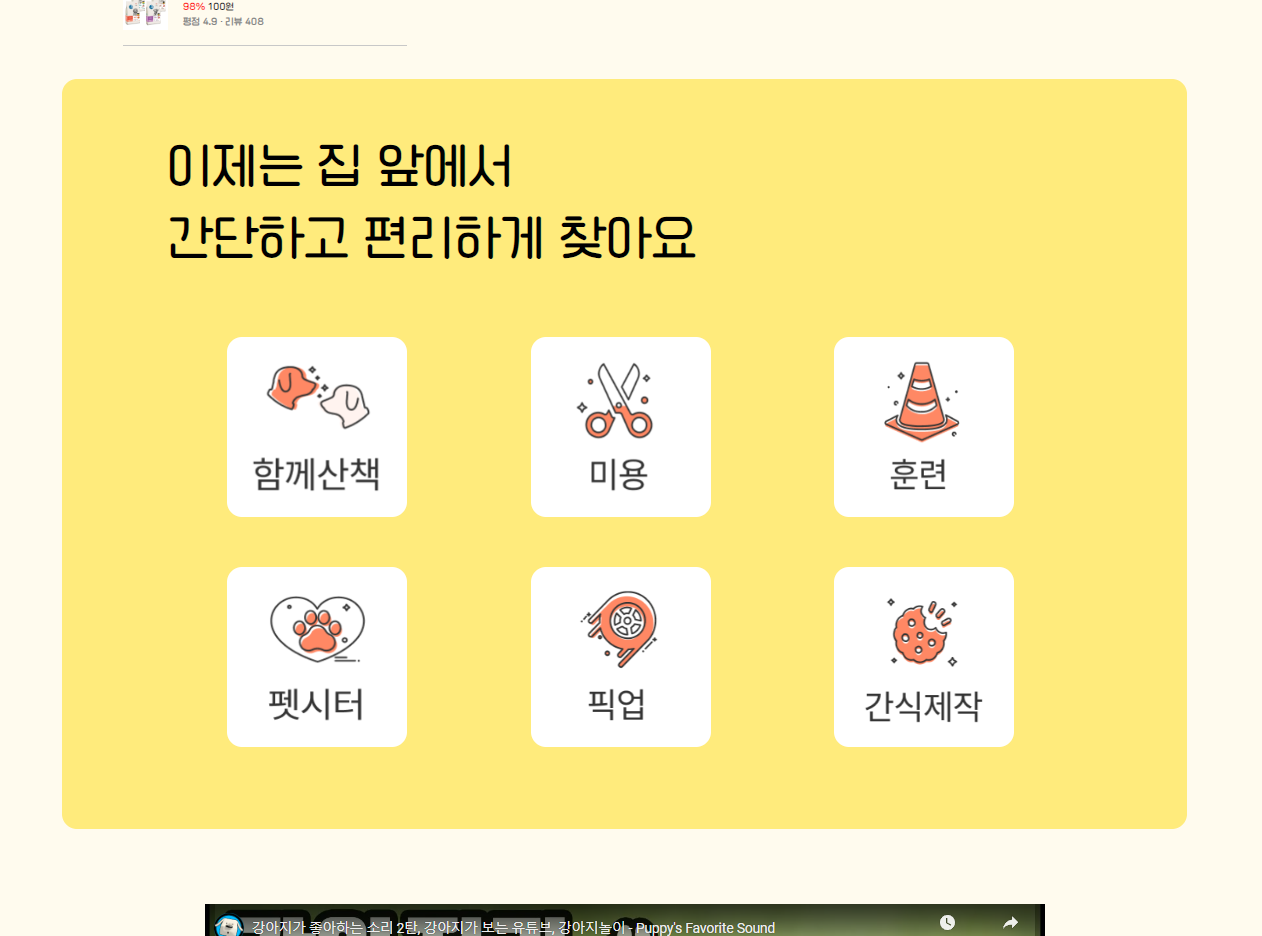 98% 100원
평점 4.9 · 리뷰 408
이제는 집 앞에서
간단하고 편리하게 찾아요
함께산책
미용
훈련
펫시터
픽업
간식제작
강아지가 좋아하는 소리 2탄, 강아지가 보는 유튜브, 강아지놀이 - Puppy's Favorite Sound